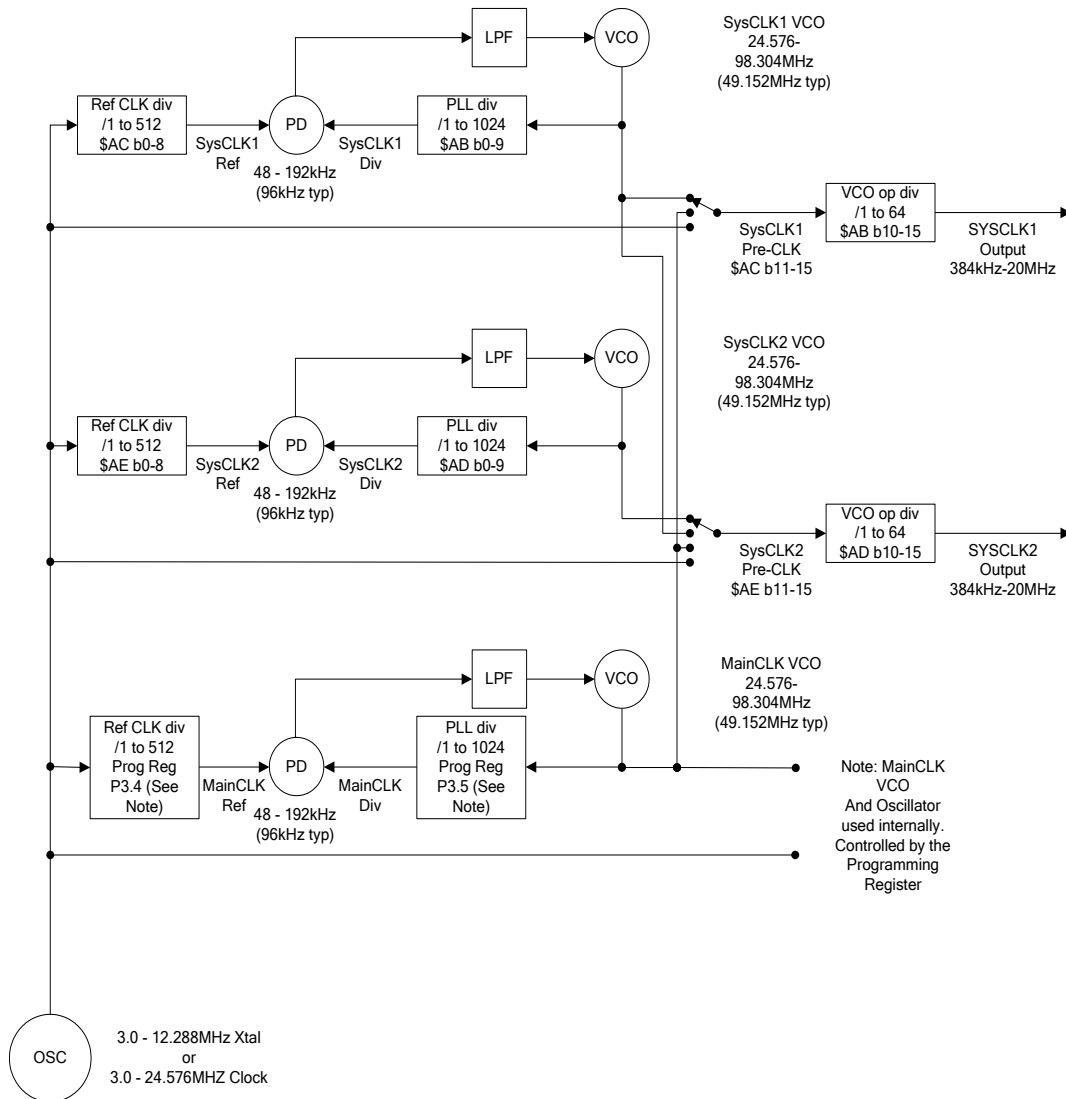 LPF
VCO
SysCLK1 VCO
24.576-
98.304MHz
(49.152MHz typ)
Ref CLK div
/1 to 512
$AC b0-8
SysCLK1
Ref
PD
48 - 192kHz
(96kHz typ)
SysCLK1
Div
PLL div
/1 to 1024
$AB b0-9
SysCLK1
Pre-CLK
$AC b11-15
VCO op div
/1 to 64
$AB b10-15
SYSCLK1
Output
384kHz-20MHz
LPF
VCO
SysCLK2 VCO
24.576-
98.304MHz
(49.152MHz typ)
Ref CLK div
/1 to 512
$AE b0-8
SysCLK2
Ref
PD
48 - 192kHz
(96kHz typ)
SysCLK2
Div
PLL div
/1 to 1024
$AD b0-9
SysCLK2
Pre-CLK
$AE b11-15
VCO op div
/1 to 64
$AD b10-15
SYSCLK2
Output
384kHz-20MHz
LPF
VCO
MainCLK VCO
24.576-
98.304MHz
(49.152MHz typ)
Ref CLK div
/1 to 512
Prog Reg
P3.4 (See
Note)
MainCLK
Ref
PD
48 - 192kHz
(96kHz typ)
MainCLK
Div
PLL div
/1 to 1024
Prog Reg
P3.5 (See
Note)
Note: MainCLK
VCO
And Oscillator
used internally.
Controlled by the
Programming
Register
OSC
3.0 - 12.288MHz Xtal
or
3.0 - 24.576MHZ Clock